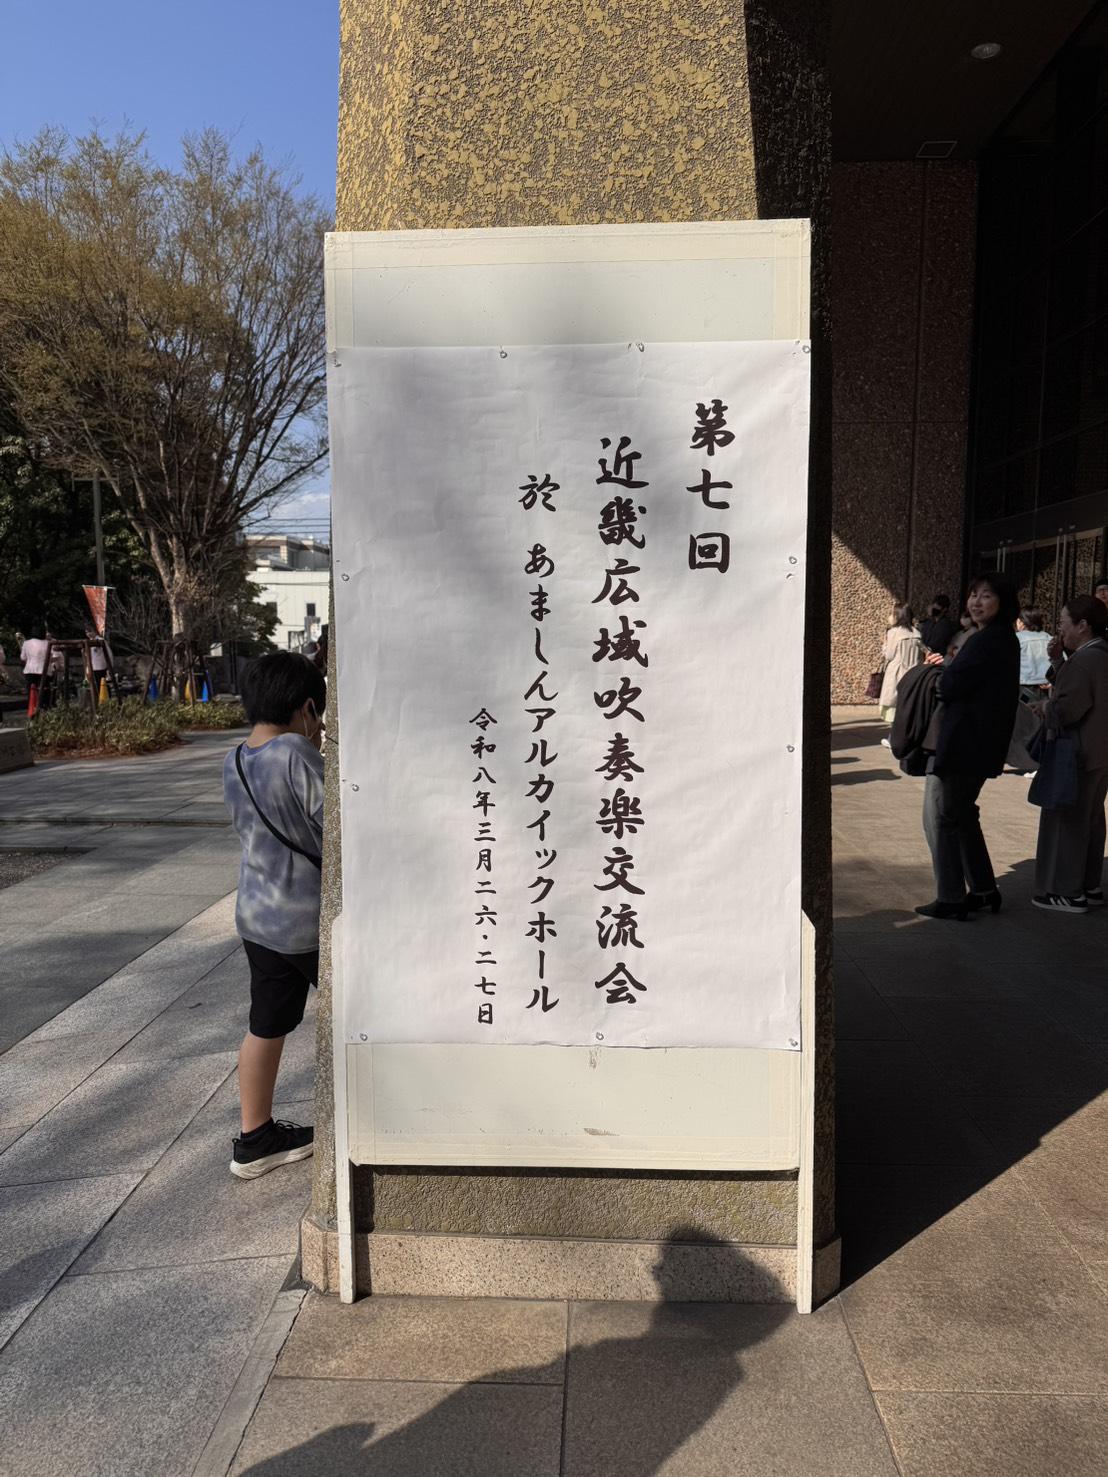 第七回
近畿広域吹奏楽交流会
於 あましんアルカイックホール
令和八年三月二六・二七日